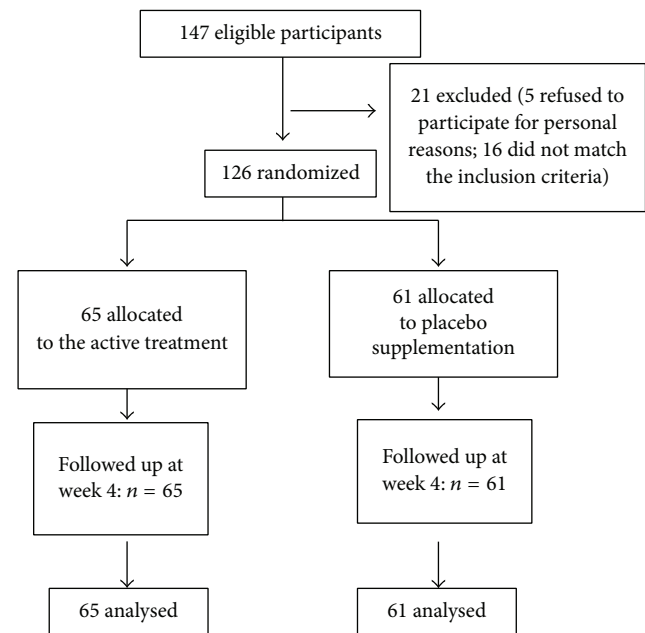 147 eligible participants
21 excluded (5 refused to
participate for personal
reasons; 16 did not match
the inclusion criteria)
126 randomized
65 allocated
to the active treatment
61 allocated
to placebo
supplementation
Followed up at
week 4: n = 65
Followed up at
week 4: n = 61
65 analysed
61 analysed